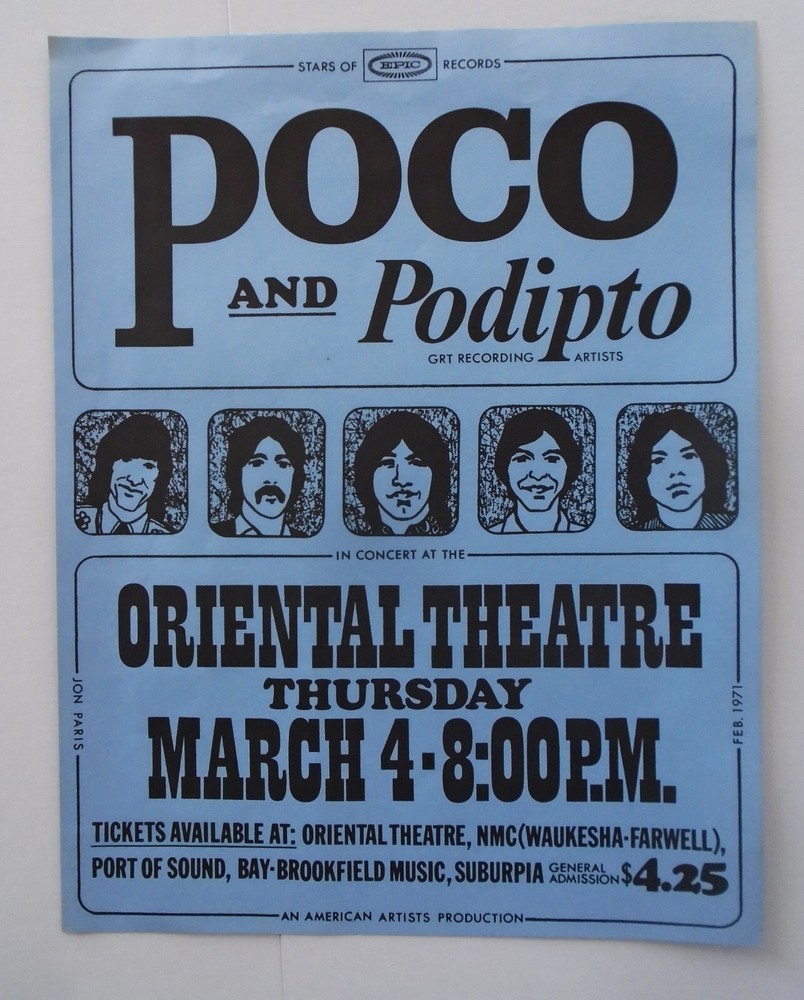 STARS OF EPIC RECORDS
POCO
AND Podipto
GRT RECORDING ARTISTS
IN CONCERT AT THE
ORIENTAL THEATRE
THURSDAY
MARCH 4·8:00 P.M.
JON PARIS
FEB. 1971
TICKETS AVAILABLE AT: ORIENTAL THEATRE, NMC (WAUKESHA-FARWELL),
PORT OF SOUND, BAY-BROOKFIELD MUSIC, SUBURPIA GENERAL ADMISSION $4.25
AN AMERICAN ARTISTS PRODUCTION